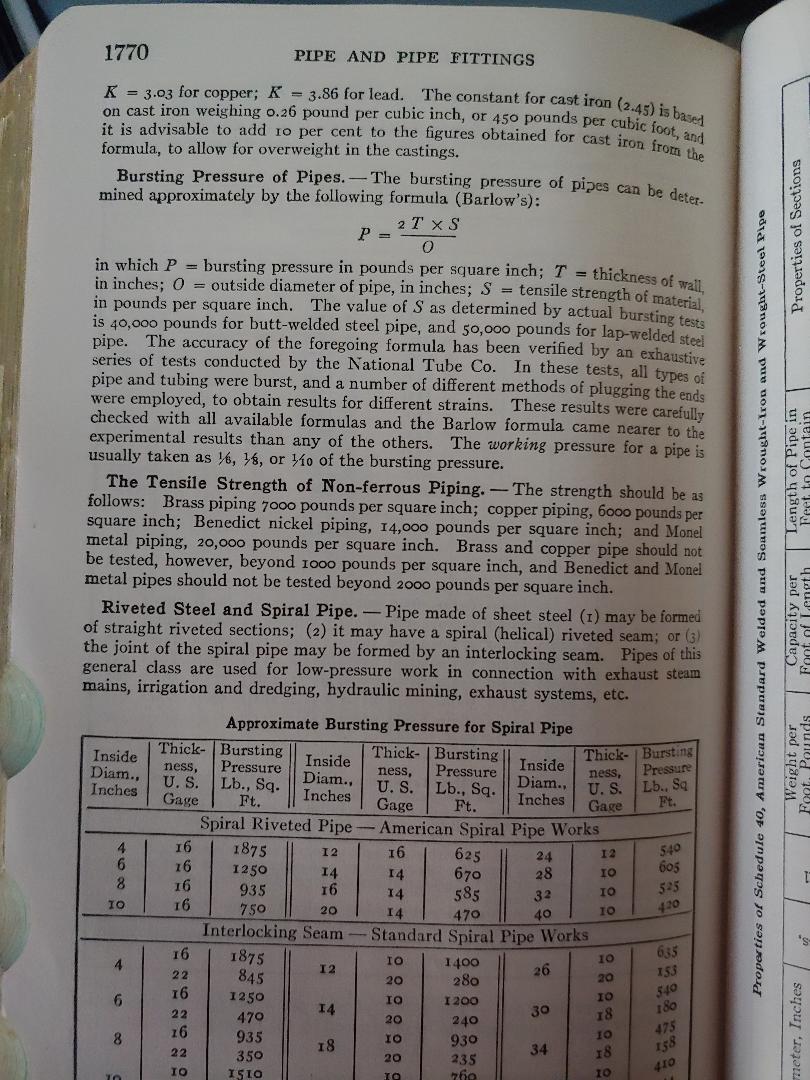 1770
PIPE AND PIPE FITTINGS
K = 3.03 for copper; K = 3.86 for lead. The constant for cast iron (2.45) is based
on cast iron weighing 0.26 pound per cubic inch, or 450 pounds per cubic foot, and
it is advisable to add 10 per cent to the figures obtained for cast iron from the
formula, to allow for overweight in the castings.
Bursting Pressure of Pipes. — The bursting pressure of pipes can be deter-
mined approximately by the following formula (Barlow's):
P = 2 T × S / O
in which P = bursting pressure in pounds per square inch; T = thickness of wall,
in inches; O = outside diameter of pipe, in inches; S = tensile strength of material,
in pounds per square inch. The value of S as determined by actual bursting tests
is 40,000 pounds for butt-welded steel pipe, and 50,000 pounds for lap-welded steel
pipe. The accuracy of the foregoing formula has been verified by an exhaustive
series of tests conducted by the National Tube Co. In these tests, all types of
pipe and tubing were burst, and a number of different methods of plugging the ends
were employed, to obtain results for different strains. These results were carefully
checked with all available formulas and the Barlow formula came nearer to the
experimental results than any of the others. The working pressure for a pipe is
usually taken as 1/6, 1/8, or 1/10 of the bursting pressure.
The Tensile Strength of Non-ferrous Piping. — The strength should be as
follows: Brass piping 7000 pounds per square inch; copper piping, 6000 pounds per
square inch; Benedict nickel piping, 14,000 pounds per square inch; and Monel
metal piping, 20,000 pounds per square inch. Brass and copper pipe should not
be tested, however, beyond 1000 pounds per square inch, and Benedict and Monel
metal pipes should not be tested beyond 2000 pounds per square inch.
Riveted Steel and Spiral Pipe. — Pipe made of sheet steel (1) may be formed
of straight riveted sections; (2) it may have a spiral (helical) riveted seam; or (3)
the joint of the spiral pipe may be formed by an interlocking seam. Pipes of this
general class are used for low-pressure work in connection with exhaust steam
mains, irrigation and dredging, hydraulic mining, exhaust systems, etc.
Approximate Bursting Pressure for Spiral Pipe
Inside Diam., Inches Thick-ness, U. S. Gage Bursting Pressure Lb., Sq. Ft. Inside Diam., Inches Thick-ness, U. S. Gage Bursting Pressure Lb., Sq. Ft. Inside Diam., Inches Thick-ness, U. S. Gage Bursting Pressure Lb., Sq Ft.
Spiral Riveted Pipe — American Spiral Pipe Works
4 16 1875 12 16 625 24 12 540
6 16 1250 14 14 670 28 10 605
8 16 935 16 14 585 32 10 525
10 16 750 20 14 470 40 10 420
Interlocking Seam — Standard Spiral Pipe Works
4 16 1875 12 10 1400 26 10 635
22 845 20 280 20 153
6 16 1250 14 10 1200 30 10 540
22 470 20 240 18 180
8 16 935 18 10 930 34 10 475
22 350 20 235 18 158
10 10 1510 10 760 10 410
Properties of Schedule 40, American Standard Welded and Seamless Wrought-Iron and Wrought-Steel Pipe
Properties of Sections
Length of Pipe in
Feet to Contain
Capacity per
Foot of Length
Weight per
Foot, Pounds
meter, Inches